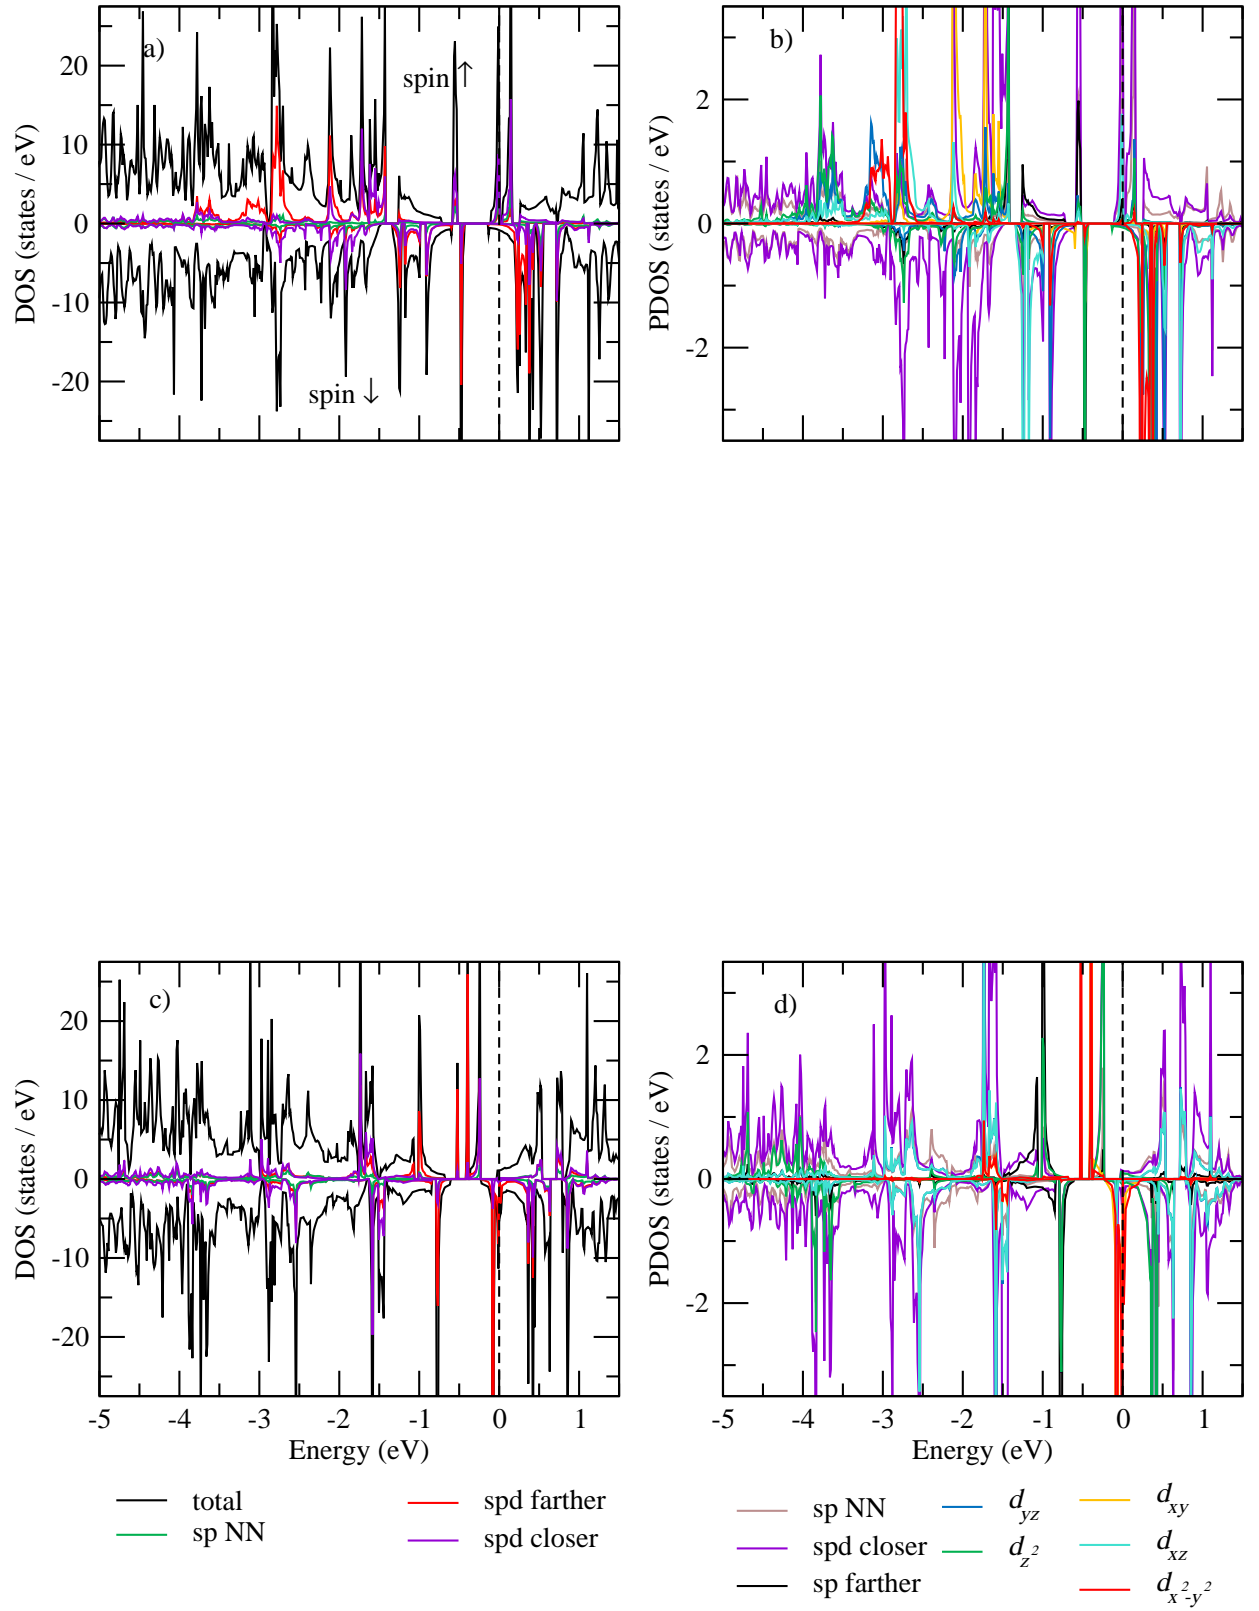 a)
spin ↑
spin ↓
20
10
0
-10
-20
DOS (states / eV)
b)
2
0
-2
PDOS (states / eV)
c)
20
10
0
-10
-20
DOS (states / eV)
-5 -4 -3 -2 -1 0 1
Energy (eV)
d)
2
0
-2
PDOS (states / eV)
-5 -4 -3 -2 -1 0 1
Energy (eV)
total
sp NN
spd farther
spd closer
sp NN
spd closer
sp farther
d_yz
d_z²
d_xy
d_xz
d_x²-y²